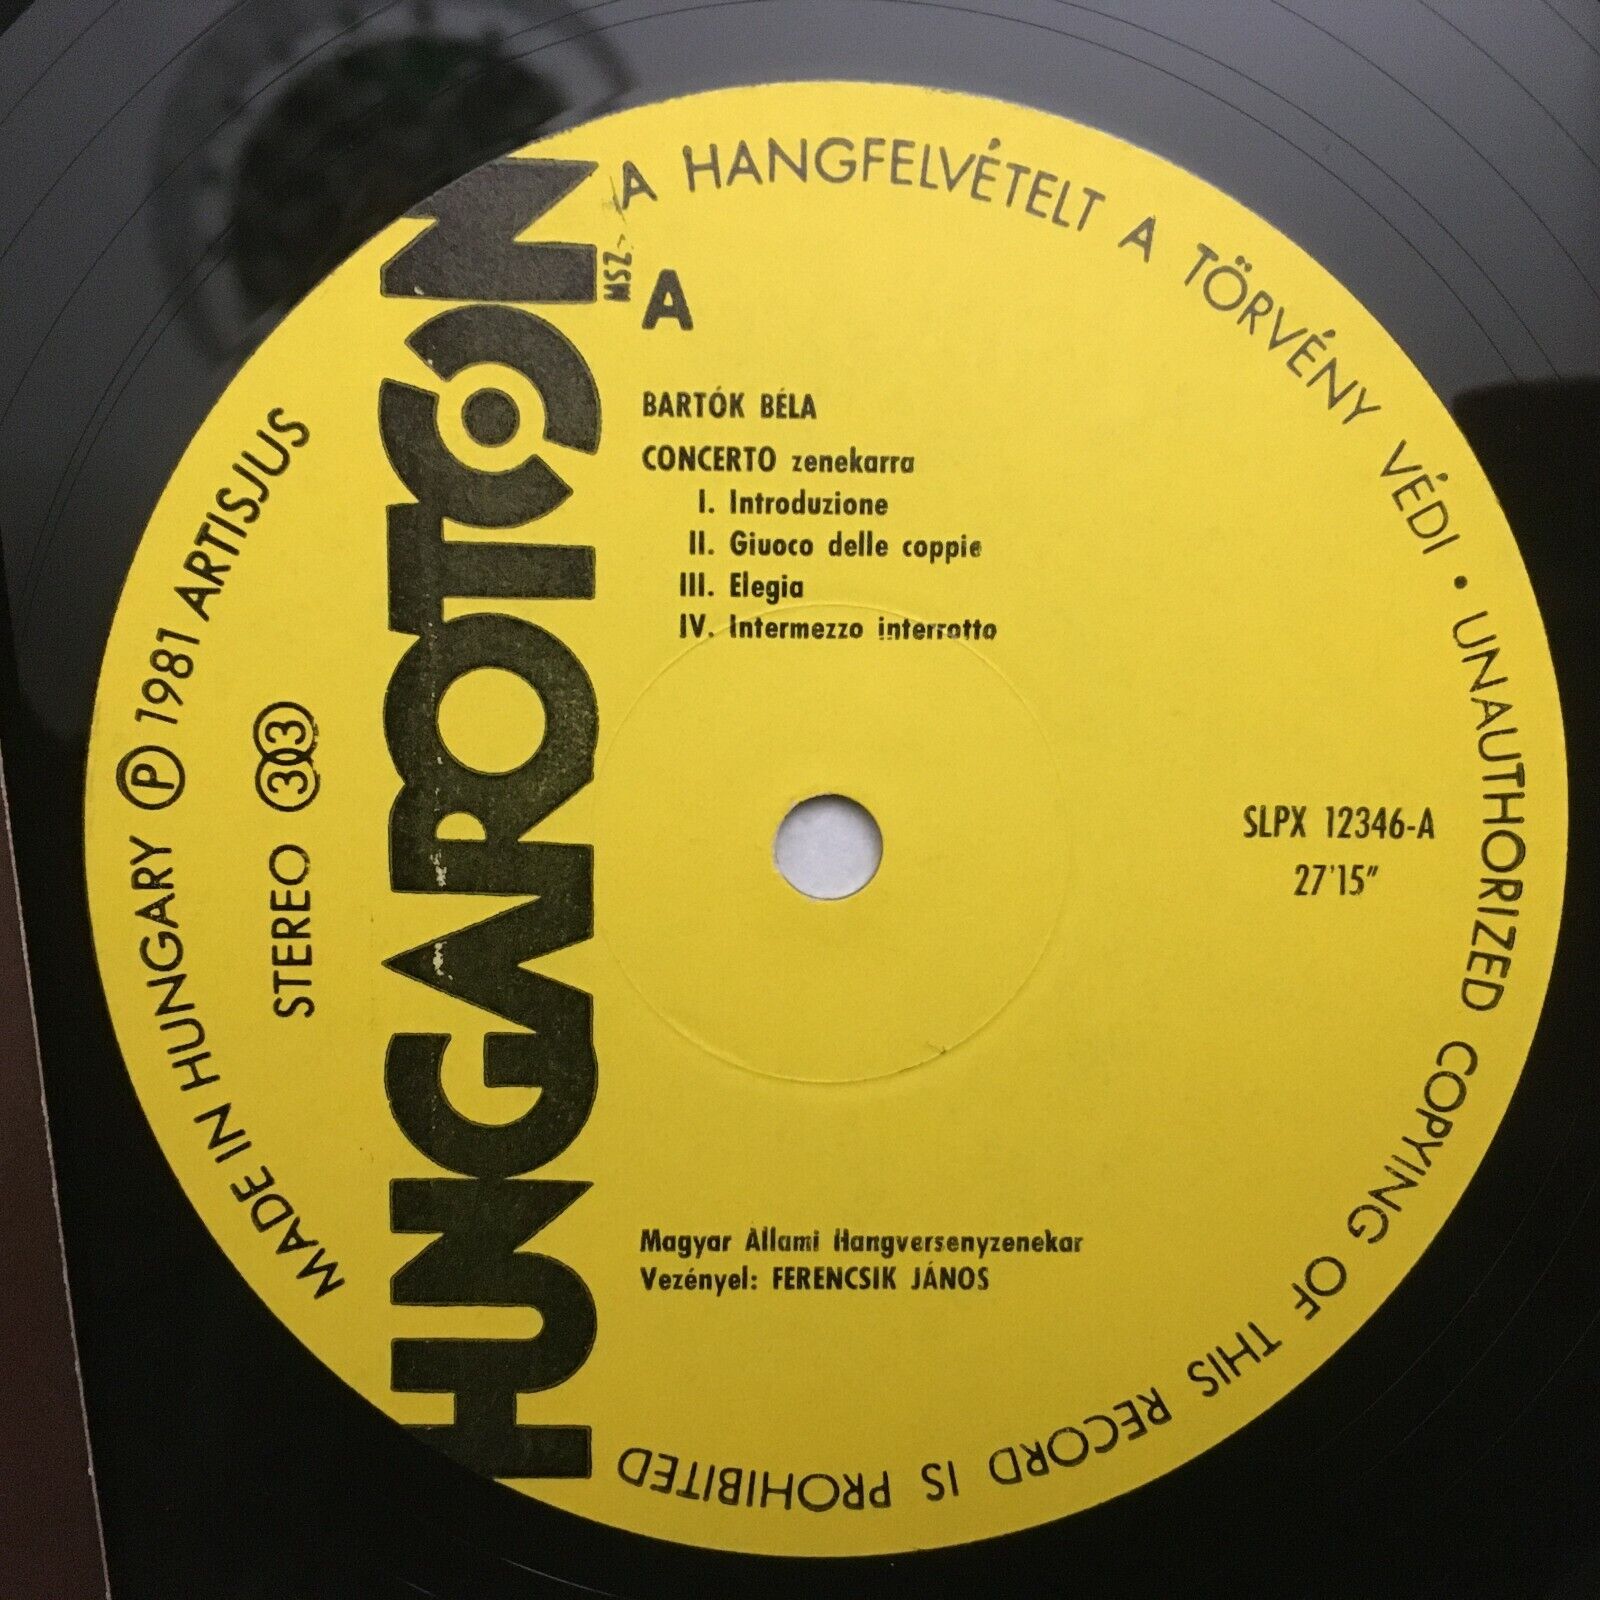 A HANGFELVÉTELT A TÖRVÉNY VÉDI • UNAUTHORIZED COPYING OF THIS RECORD IS PROHIBITED
MADE IN HUNGARY Ⓟ 1981 ARTISJUS
STEREO 33
HUNGAROTON
MSZ-
A
BARTÓK BÉLA
CONCERTO zenekarra
I. Introduzione
II. Giuoco delle coppie
III. Elegia
IV. Intermezzo interrotto
SLPX 12346-A
27'15"
Magyar Állami Hangversenyzenekar
Vezényel: FERENCSIK JÁNOS